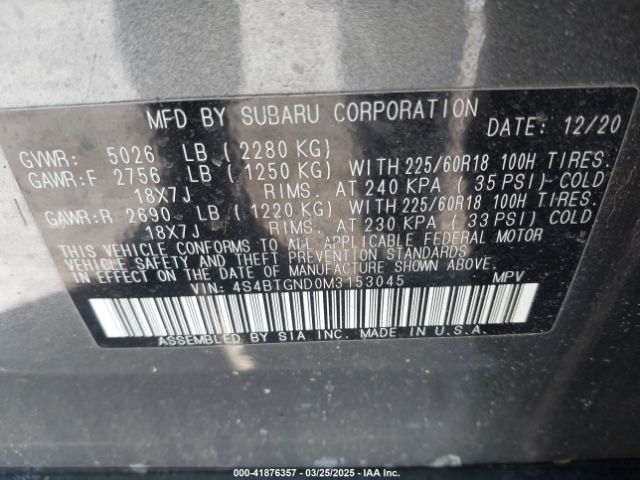 MFD BY SUBARU CORPORATION
DATE: 12/20
GVWR: 5026 LB ( 2280 KG)
GAWR:F 2756 LB ( 1250 KG) WITH 225/60R18 100H TIRES.
18X7J RIMS. AT 240 KPA ( 35 PSI) COLD
GAWR:R 2690 LB ( 1220 KG) WITH 225/60R18 100H TIRES.
18X7J RIMS. AT 230 KPA ( 33 PSI) COLD
THIS VEHICLE CONFORMS TO ALL APPLICABLE FEDERAL MOTOR
VEHICLE SAFETY AND THEFT PREVENTION STANDARDS
IN EFFECT ON THE DATE OF MANUFACTURE SHOWN ABOVE.
VIN: 4S4BTGND0M3153045 MPV
ASSEMBLED BY SIA INC. MADE IN U.S.A.
000-41876357 - 03/25/2025 - IAA Inc.